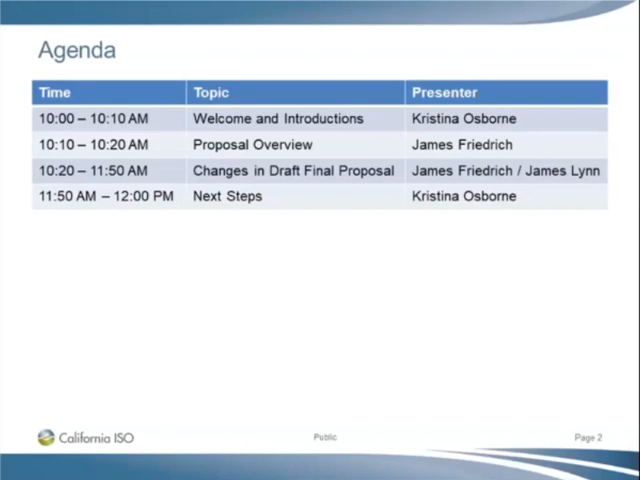 Agenda
Time Topic Presenter
10:00 – 10:10 AM Welcome and Introductions Kristina Osborne
10:10 – 10:20 AM Proposal Overview James Friedrich
10:20 – 11:50 AM Changes in Draft Final Proposal James Friedrich / James Lynn
11:50 AM – 12:00 PM Next Steps Kristina Osborne
California ISO Public Page 2